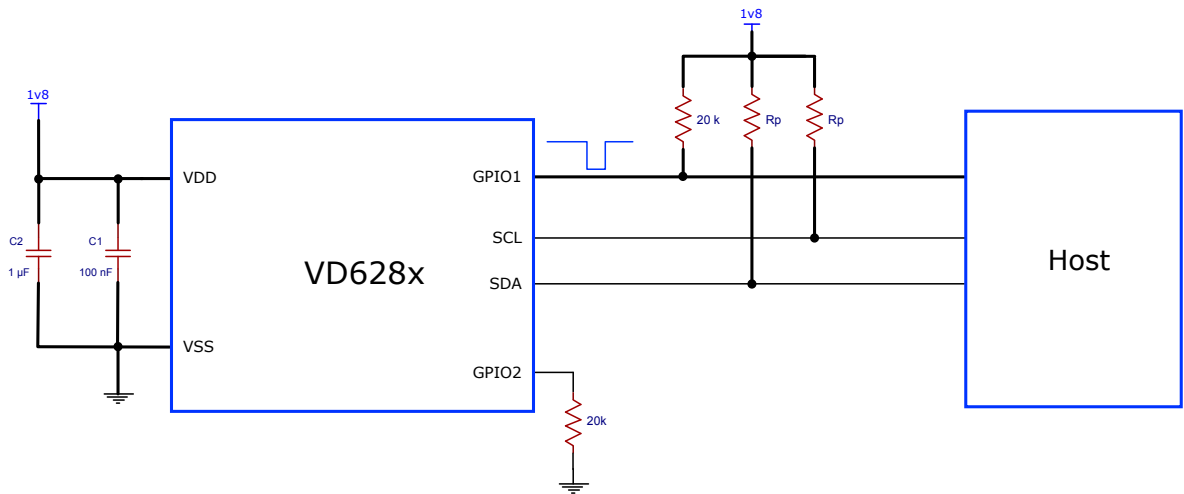 1v8
1v8
20 k
Rp
Rp
VDD
GPIO1
C2
C1
SCL
1 µF
100 nF
VD628x
Host
SDA
VSS
GPIO2
20k